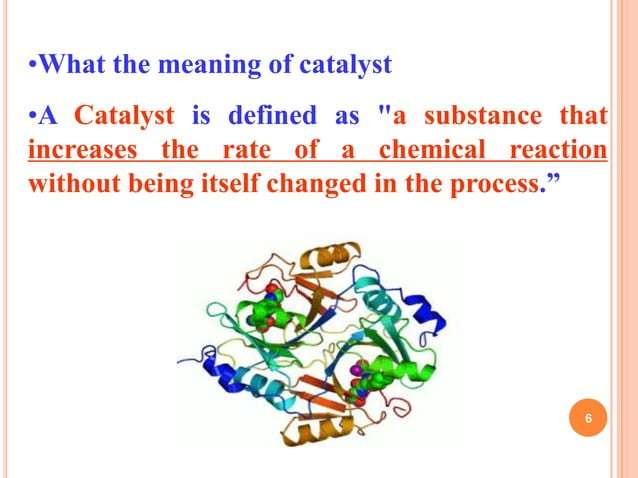 •What the meaning of catalyst
•A Catalyst is defined as "a substance that
increases the rate of a chemical reaction
without being itself changed in the process.”
6